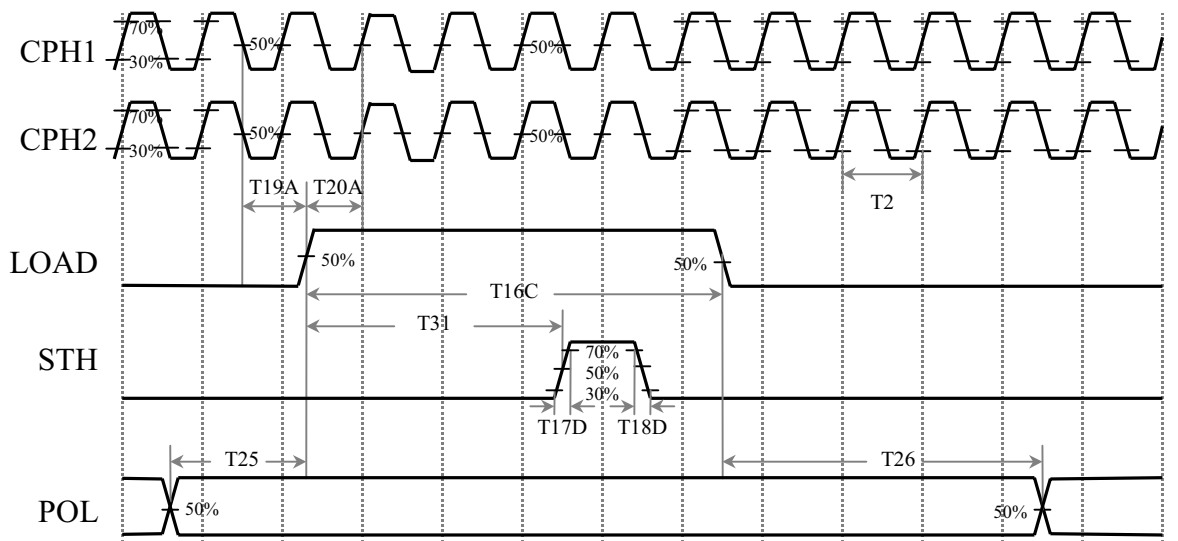 CPH1
70%
30%
50%
50%
CPH2
70%
30%
50%
50%
T19A
T20A
T2
LOAD
50%
50%
T16C
T31
STH
70%
50%
30%
T17D
T18D
T25
T26
POL
50%
50%